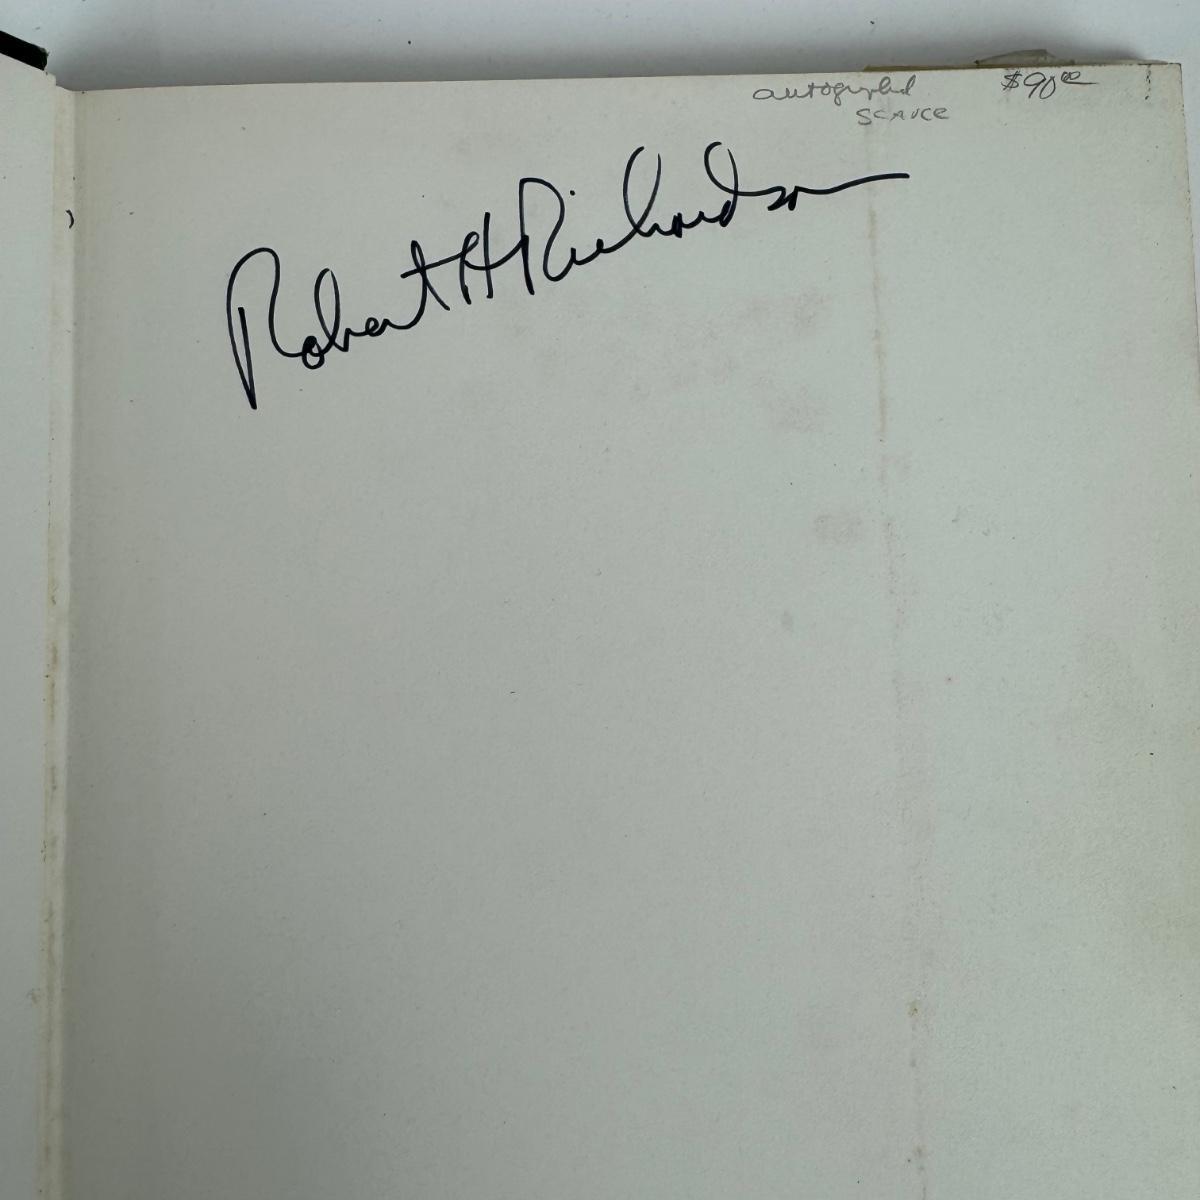 autographed $90.00
scarce
Robert H Richardson